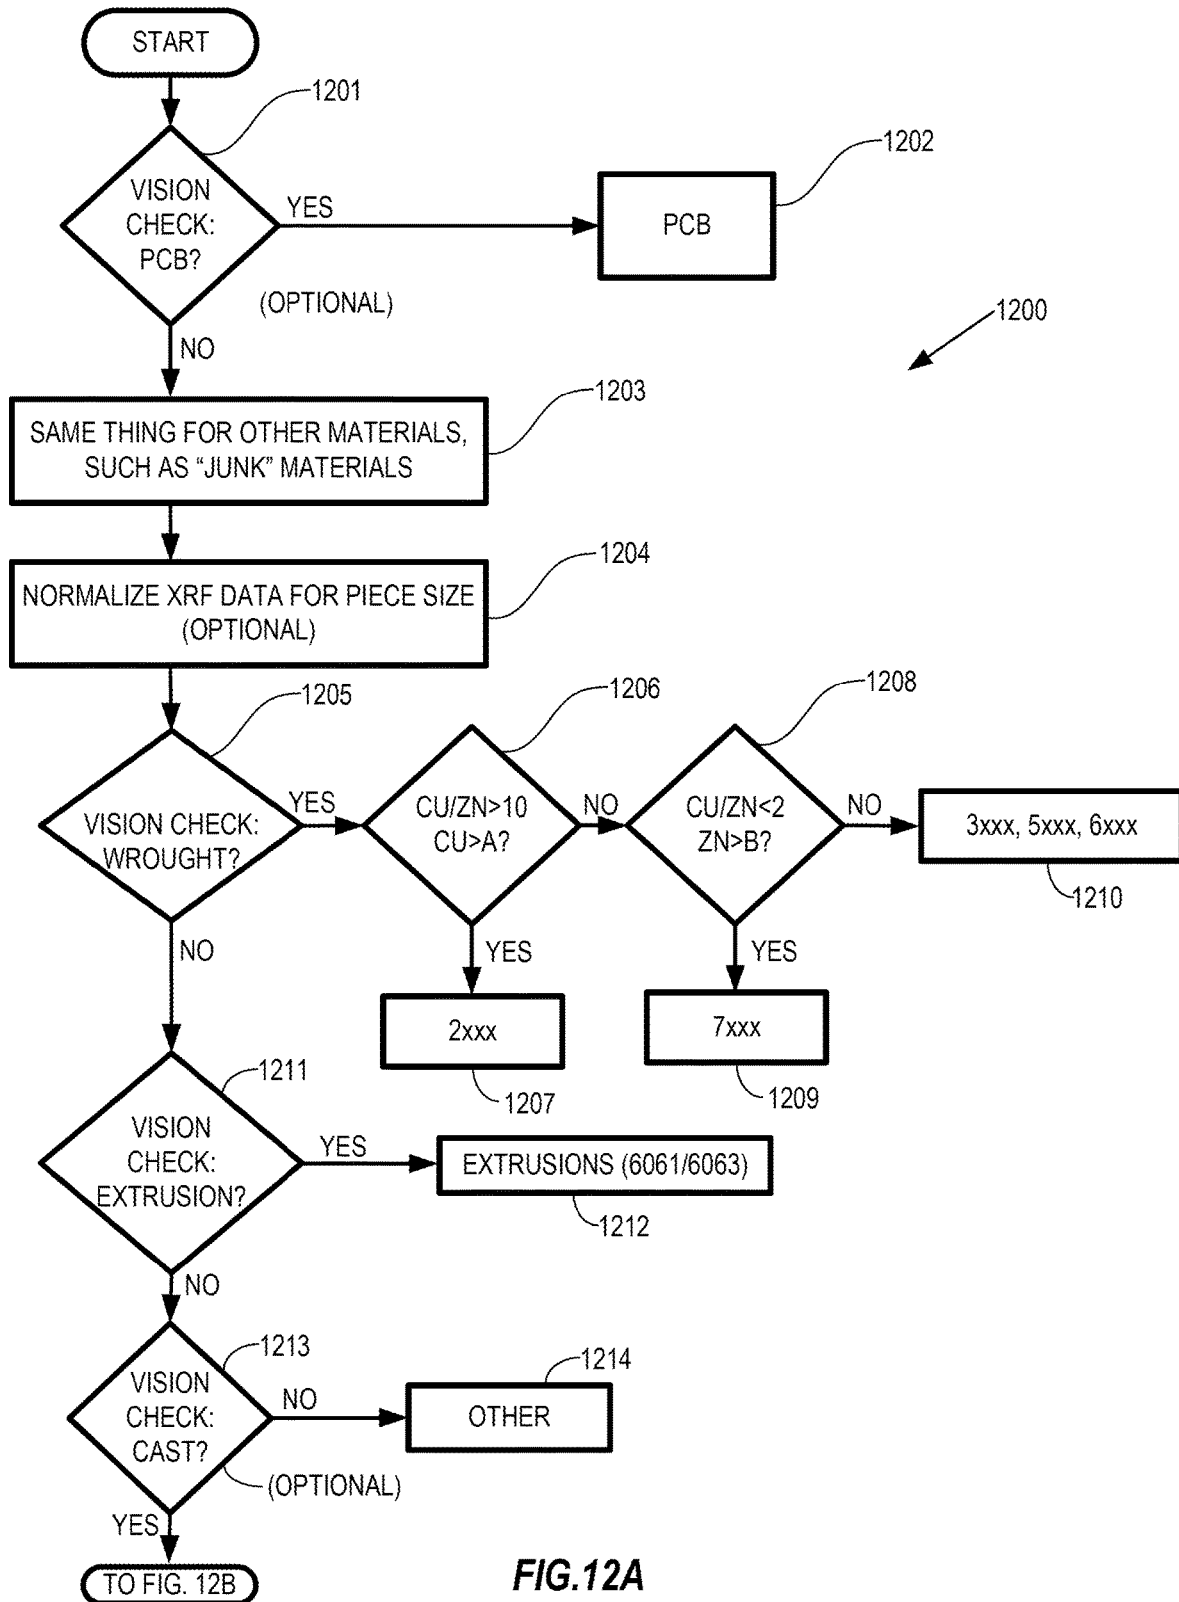 START
1201
VISION
CHECK:
PCB?
YES
(OPTIONAL)
NO
1202
PCB
1200
1203
SAME THING FOR OTHER MATERIALS,
SUCH AS “JUNK” MATERIALS
1204
NORMALIZE XRF DATA FOR PIECE SIZE
(OPTIONAL)
1205
VISION CHECK:
WROUGHT?
YES
NO
1206
CU/ZN>10
CU>A?
NO
YES
2xxx
1207
1208
CU/ZN<2
ZN>B?
NO
YES
7xxx
1209
3xxx, 5xxx, 6xxx
1210
1211
VISION
CHECK:
EXTRUSION?
YES
NO
EXTRUSIONS (6061/6063)
1212
1213
VISION
CHECK:
CAST?
NO
(OPTIONAL)
YES
1214
OTHER
TO FIG. 12B
FIG.12A